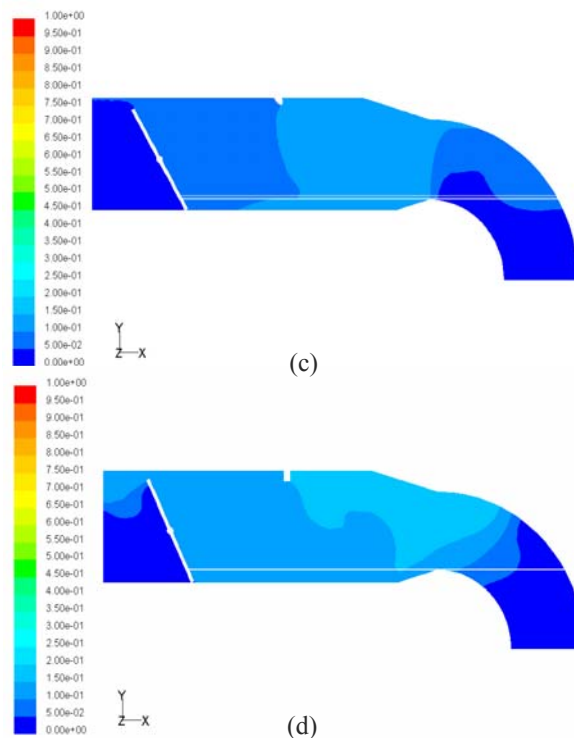 1.00e+00
9.50e-01
9.00e-01
8.50e-01
8.00e-01
7.50e-01
7.00e-01
6.50e-01
6.00e-01
5.50e-01
5.00e-01
4.50e-01
4.00e-01
3.50e-01
3.00e-01
2.50e-01
2.00e-01
1.50e-01
1.00e-01
5.00e-02
0.00e+00
Y
Z X
(c)
1.00e+00
9.50e-01
9.00e-01
8.50e-01
8.00e-01
7.50e-01
7.00e-01
6.50e-01
6.00e-01
5.50e-01
5.00e-01
4.50e-01
4.00e-01
3.50e-01
3.00e-01
2.50e-01
2.00e-01
1.50e-01
1.00e-01
5.00e-02
0.00e+00
Y
Z X
(d)